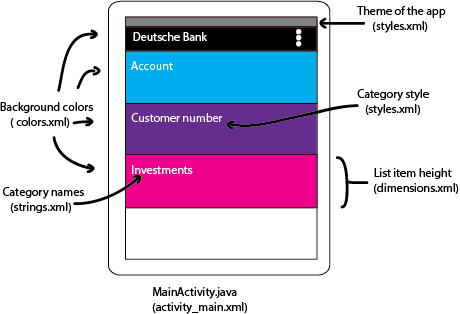 Theme of the app
(styles.xml)
Deutsche Bank
Account
Background colors
( colors.xml)
Customer number
Category style
(styles.xml)
Investments
List item height
(dimensions.xml)
Category names
(strings.xml)
MainActivity.java
(activity_main.xml)